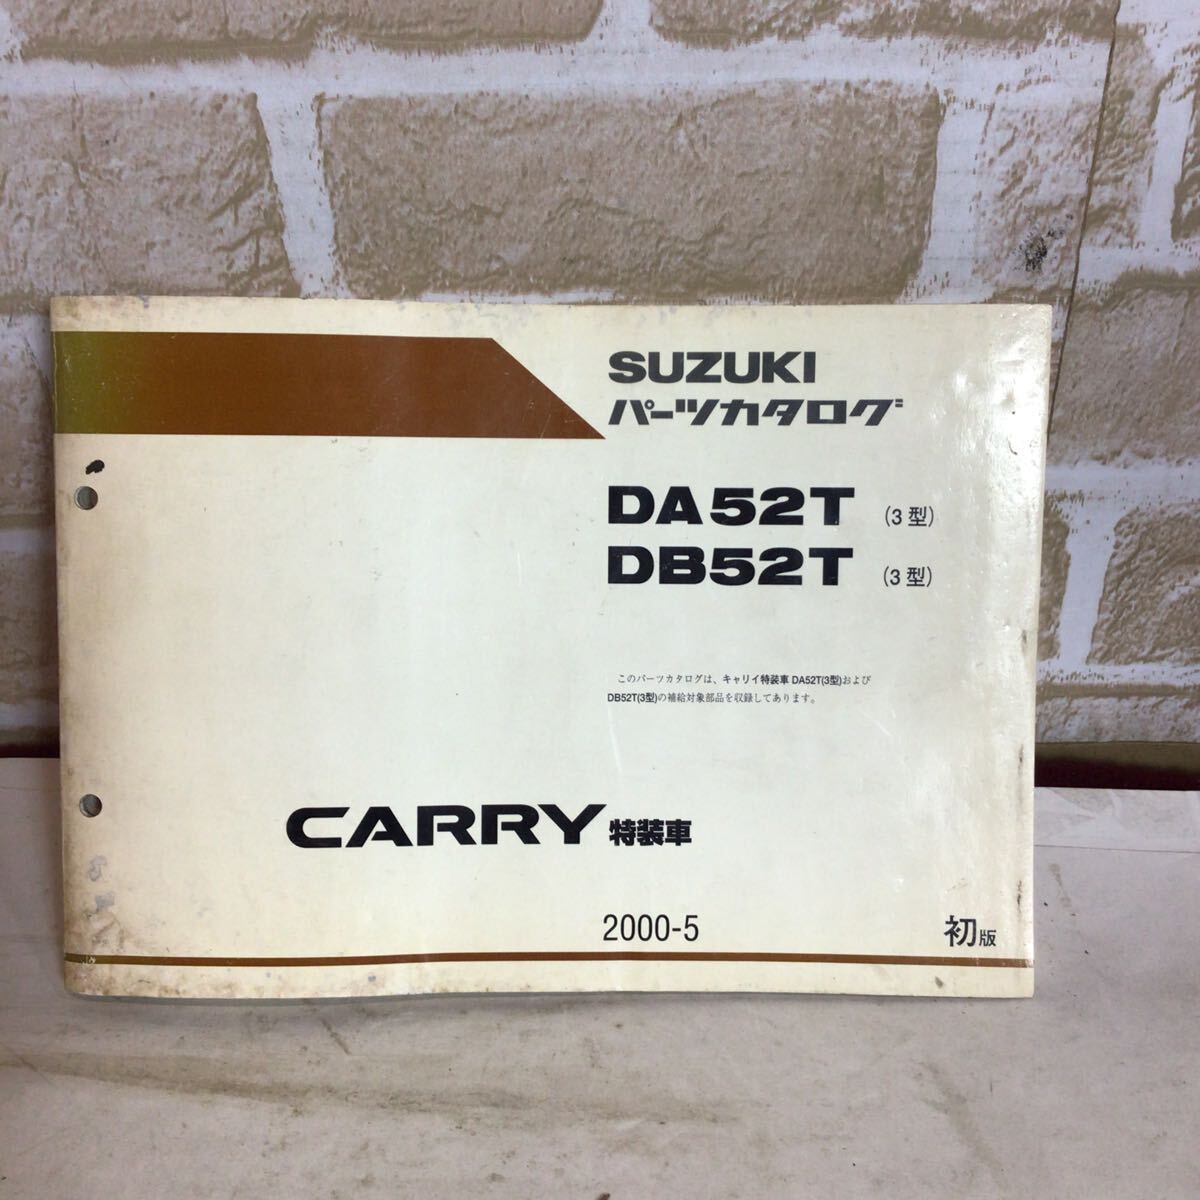 SUZUKI
パーツカタログ
DA52T (3型)
DB52T (3型)
このパーツカタログは、キャリイ特装車 DA52T(3型)および
DB52T(3型)の補給対象部品を収録してあります。
CARRY 特装車
2000-5
初版